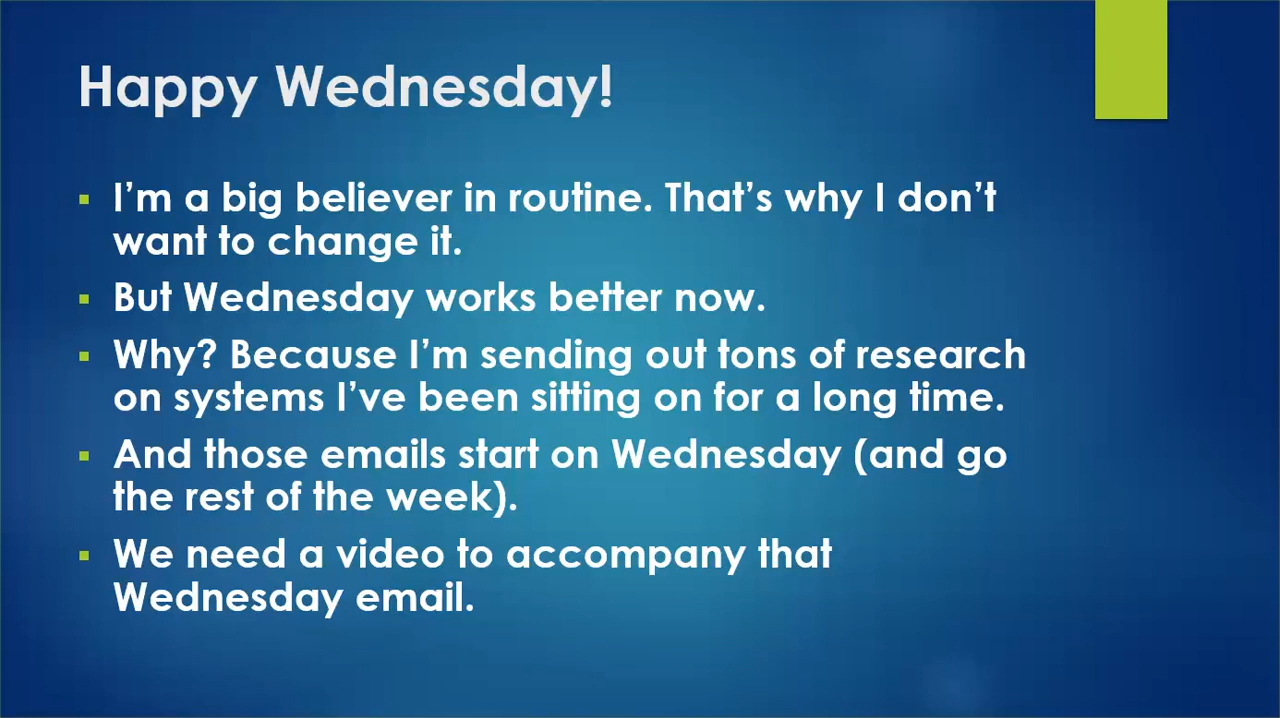 Happy Wednesday!
I’m a big believer in routine. That’s why I don’t
want to change it.
But Wednesday works better now.
Why? Because I’m sending out tons of research
on systems I’ve been sitting on for a long time.
And those emails start on Wednesday (and go
the rest of the week).
We need a video to accompany that
Wednesday email.